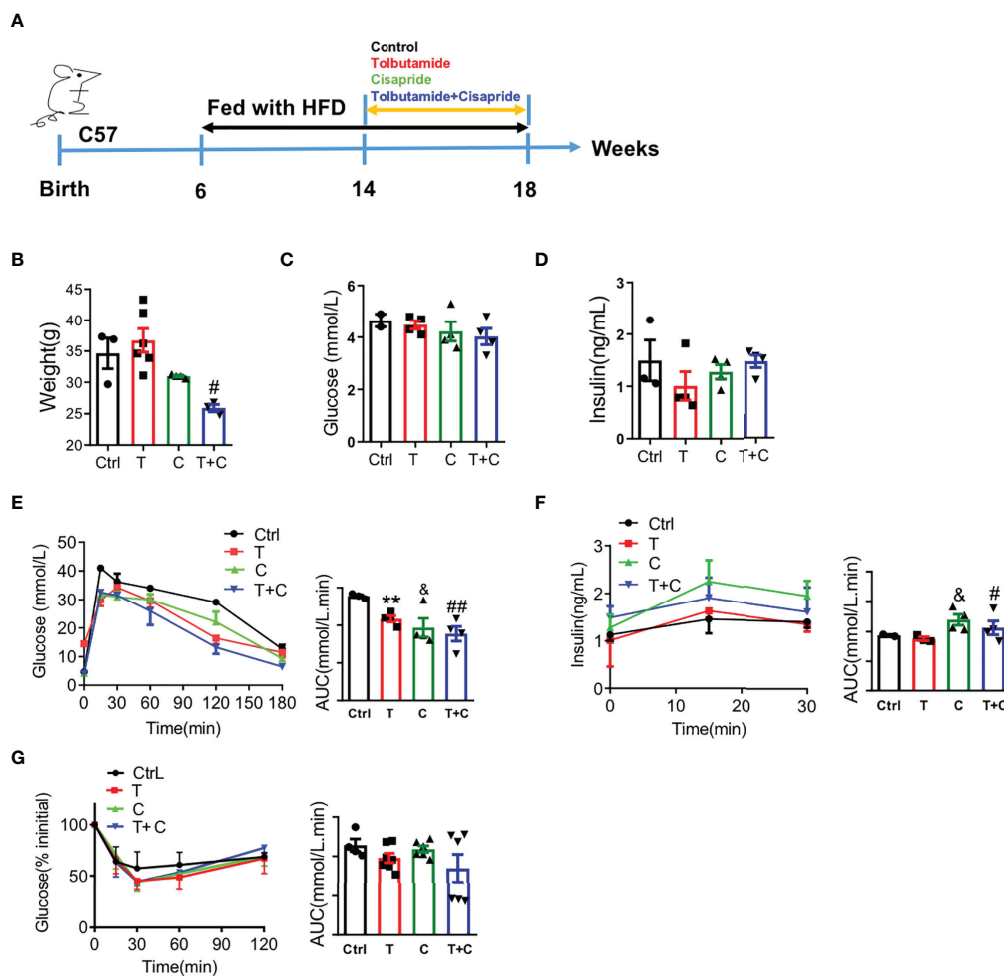 A
Control
Tolbutamide
Cisapride
Tolbutamide+Cisapride
Fed with HFD
C57
Weeks
Birth
6
14
18
B
Weight(g)
45
40
35
30
25
20
Ctrl T C T+C
#
C
Glucose (mmol/L)
6
4
2
0
Ctrl T C T+C
D
Insulin(ng/mL)
3
2
1
0
Ctrl T C T+C
E
Glucose (mmol/L)
50
40
30
20
10
0
0 30 60 90 120 150 180
Time(min)
Ctrl
T
C
T+C
AUC(mmol/L.min)
**
&
##
Ctrl T C T+C
F
Insulin(ng/mL)
3
2
1
0
0 10 20 30
Time(min)
Ctrl
T
C
T+C
AUC(mmol/L.min)
&
#
Ctrl T C T+C
G
Glucose(% ininitial)
100
50
0
0 30 60 90 120
Time(min)
CtrL
T
C
T+C
AUC(mmol/L.min)
Ctrl T C T+C